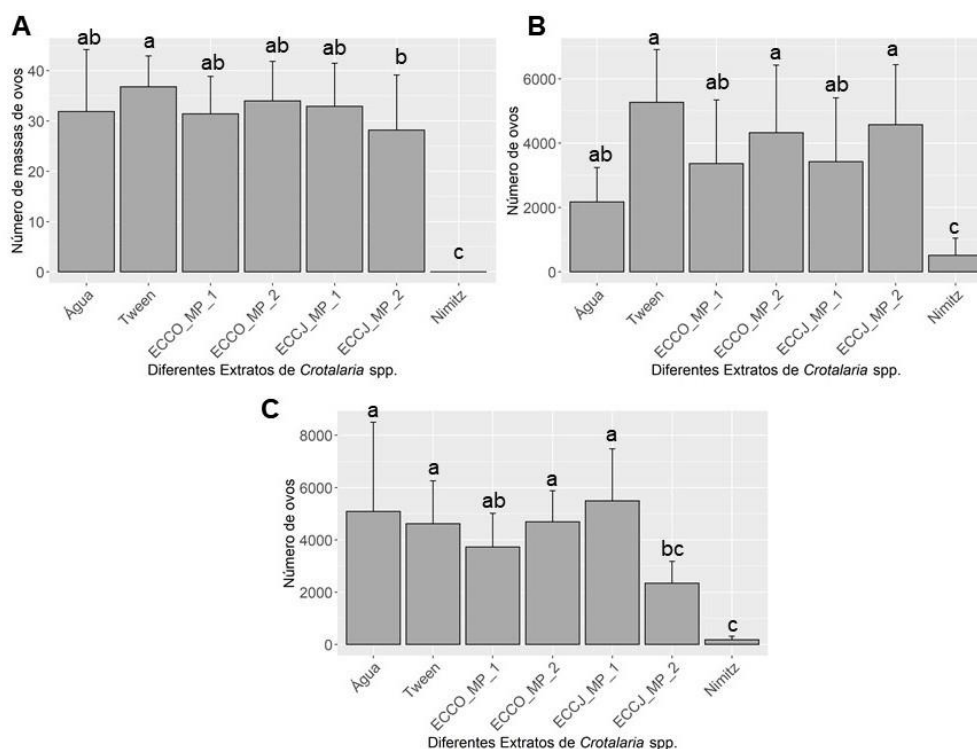 A
Número de massas de ovos
40
30
20
10
0
ab
a
ab
ab
ab
b
c
Água
Tween
ECCO_MP_1
ECCO_MP_2
ECCJ_MP_1
ECCJ_MP_2
Nimitz
Diferentes Extratos de Crotalaria spp.
B
Número de ovos
6000
4000
2000
0
ab
a
ab
a
ab
a
c
Água
Tween
ECCO_MP_1
ECCO_MP_2
ECCJ_MP_1
ECCJ_MP_2
Nimitz
Diferentes Extratos de Crotalaria spp.
C
Número de ovos
8000
6000
4000
2000
0
a
a
ab
a
a
bc
c
Água
Tween
ECCO_MP_1
ECCO_MP_2
ECCJ_MP_1
ECCJ_MP_2
Nimitz
Diferentes Extratos de Crotalaria spp.